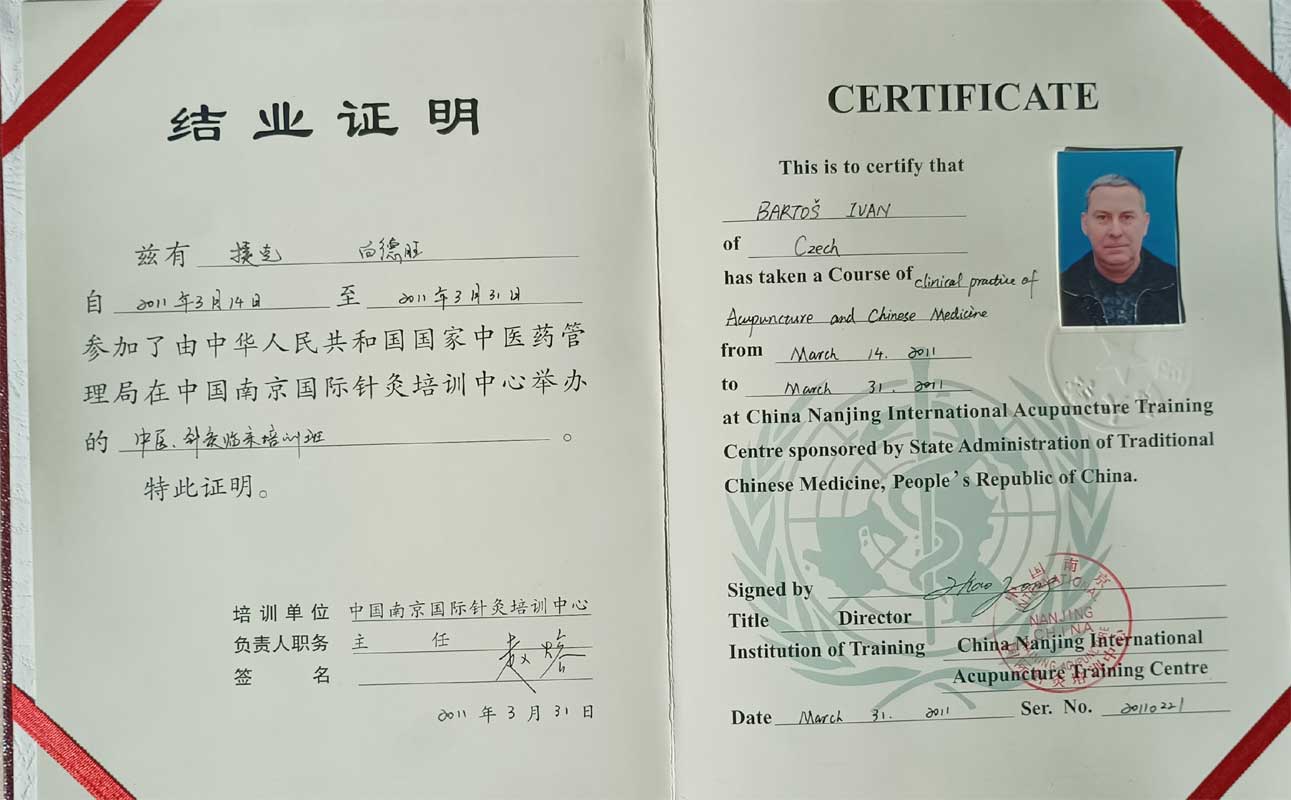 结业证明
兹有 捷克 白德旺
自 2011年3月14日 至 2011年3月31日
参加了由中华人民共和国国家中医药管
理局在中国南京国际针灸培训中心举办
的 中医、针灸临床培训班 。
特此证明。
培训单位 中国南京国际针灸培训中心
负责人职务 主 任
签 名
2011年3月31日
CERTIFICATE
This is to certify that
BARTOŠ IVAN
of Czech
has taken a Course of clinical practice of
Acupuncture and Chinese Medicine
from March 14. 2011
to March 31. 2011
at China Nanjing International Acupuncture Training
Centre sponsored by State Administration of Traditional
Chinese Medicine, People's Republic of China.
Signed by
Title Director
Institution of Training China Nanjing International
Acupuncture Training Centre
Date March 31. 2011 Ser. No. 20110221
NANJING
CHINA